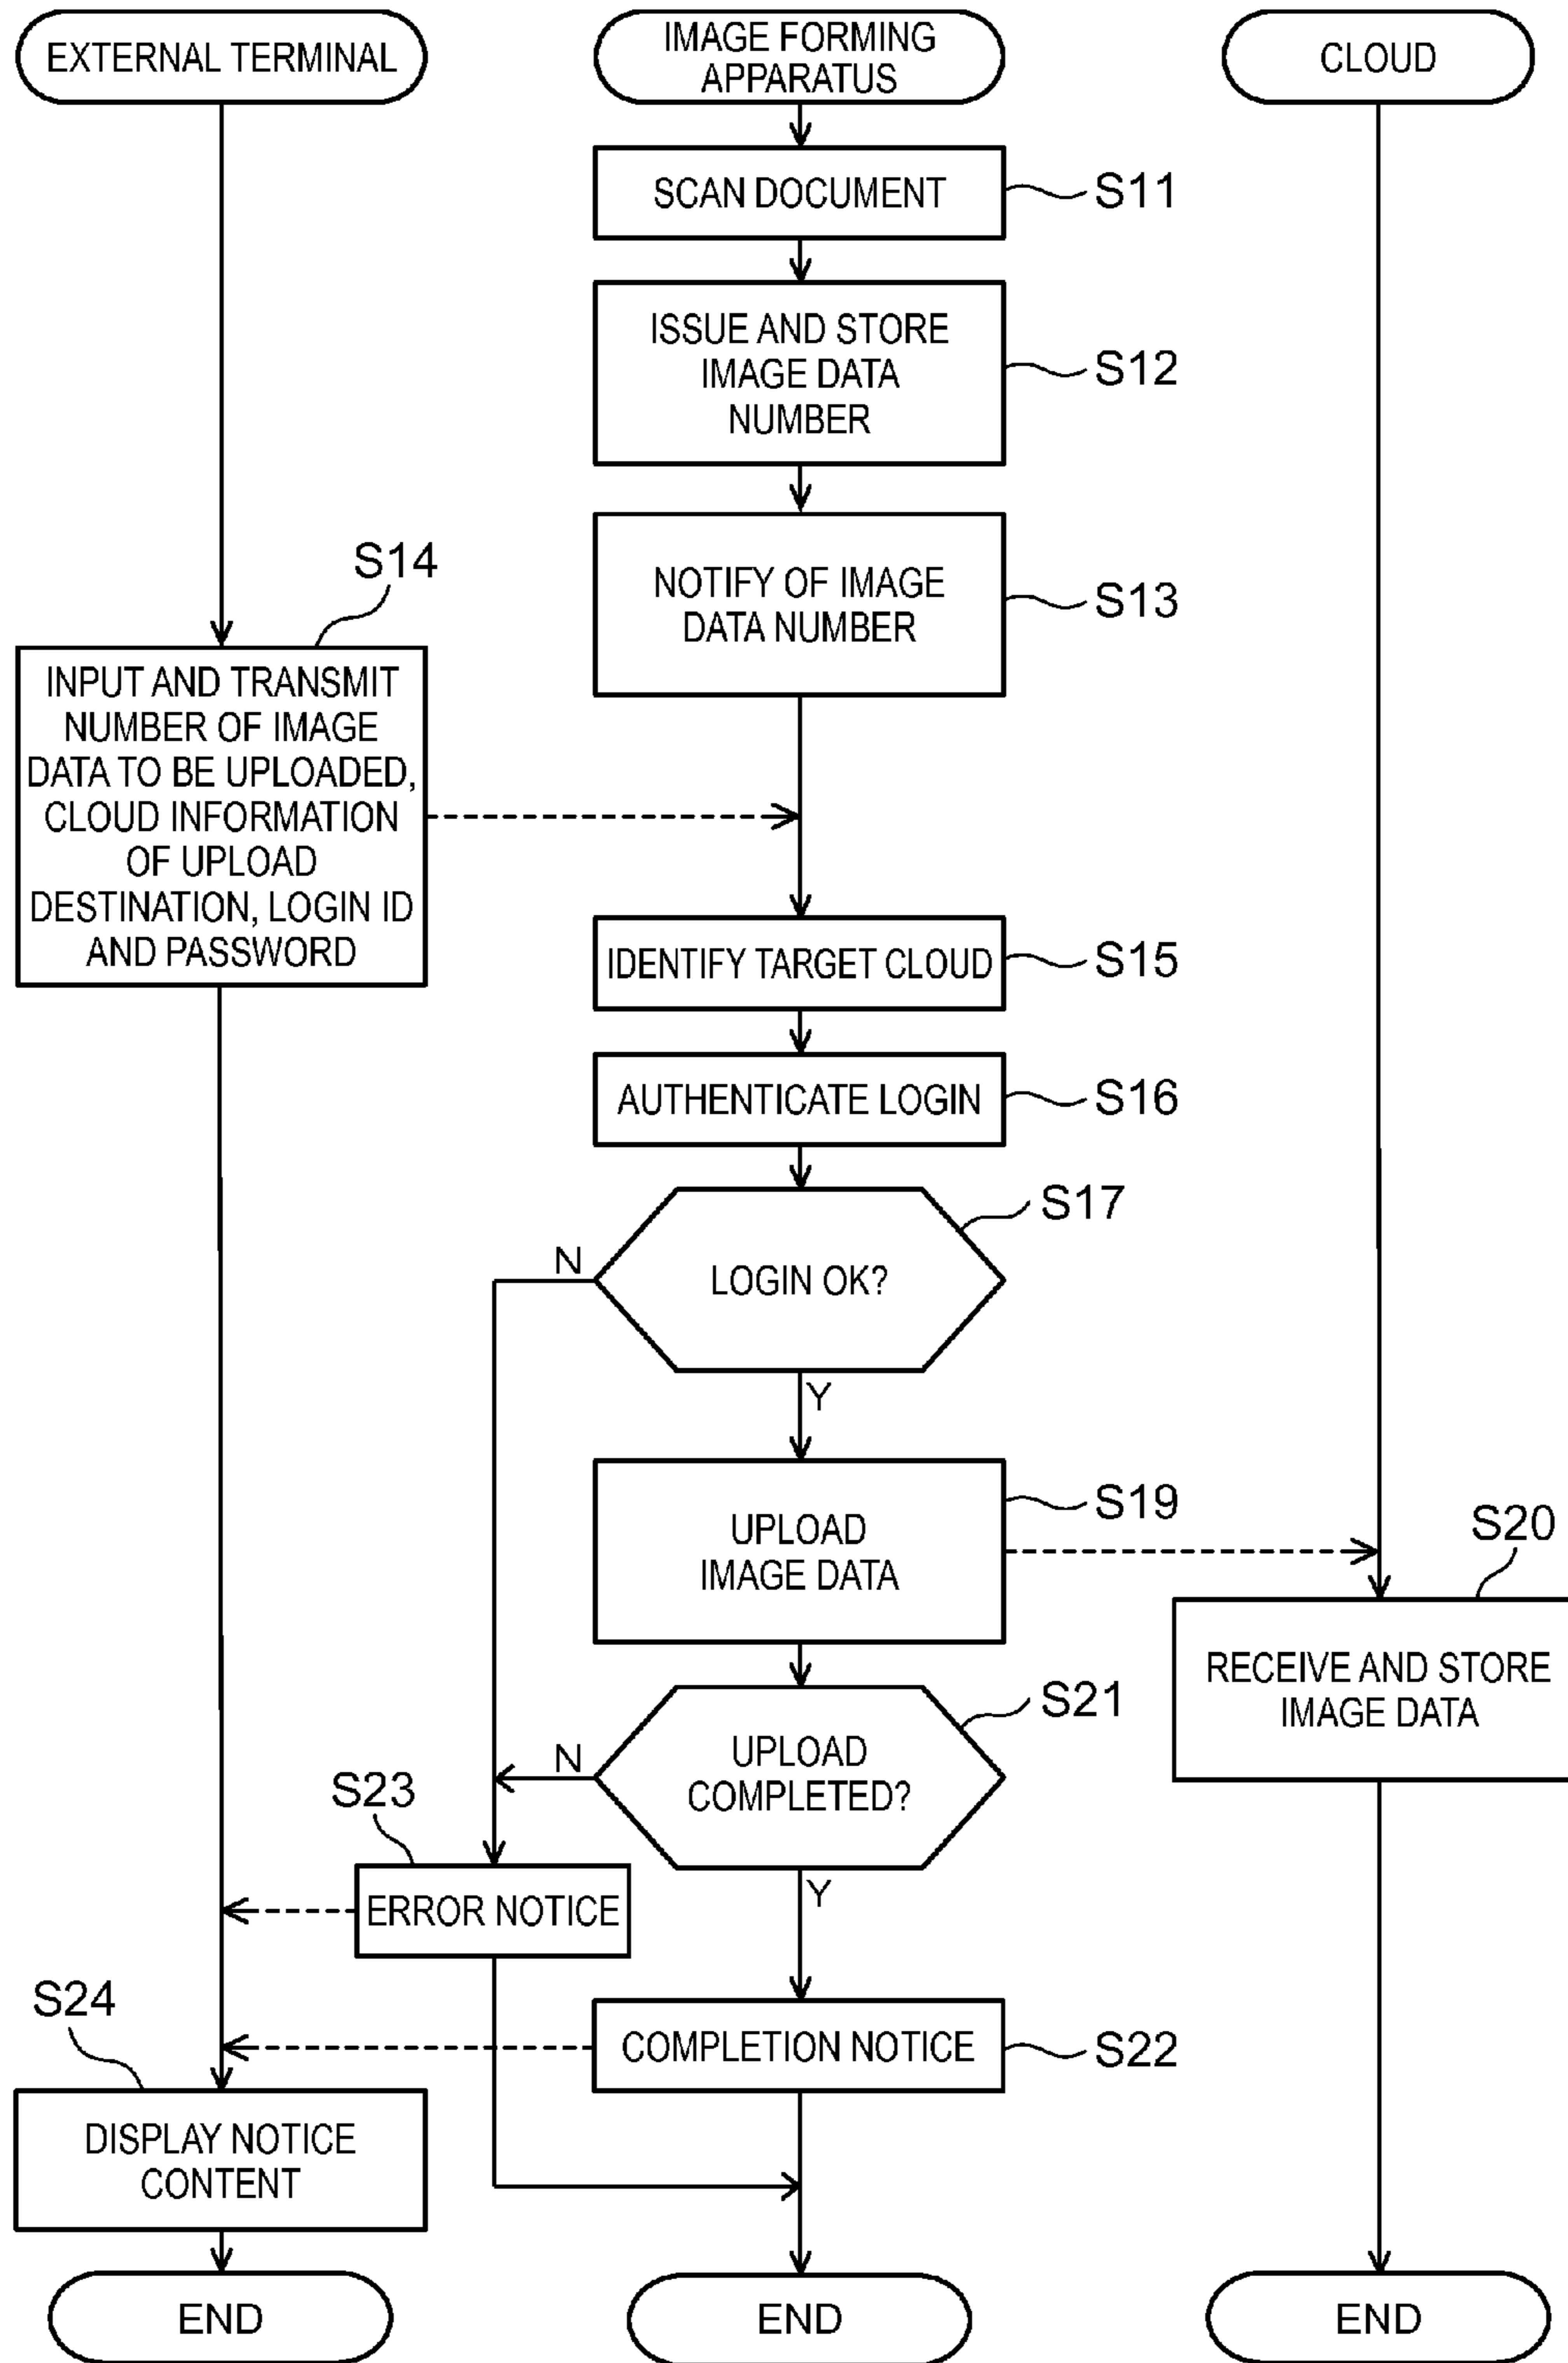 EXTERNAL TERMINAL
IMAGE FORMING
APPARATUS
CLOUD
SCAN DOCUMENT
S11
ISSUE AND STORE
IMAGE DATA
NUMBER
S12
NOTIFY OF IMAGE
DATA NUMBER
S13
S14
INPUT AND TRANSMIT
NUMBER OF IMAGE
DATA TO BE UPLOADED,
CLOUD INFORMATION
OF UPLOAD
DESTINATION, LOGIN ID
AND PASSWORD
IDENTIFY TARGET CLOUD
S15
AUTHENTICATE LOGIN
S16
S17
LOGIN OK?
N
Y
UPLOAD
IMAGE DATA
S19
S20
RECEIVE AND STORE
IMAGE DATA
S21
UPLOAD
COMPLETED?
N
Y
S23
ERROR NOTICE
COMPLETION NOTICE
S22
S24
DISPLAY NOTICE
CONTENT
END
END
END